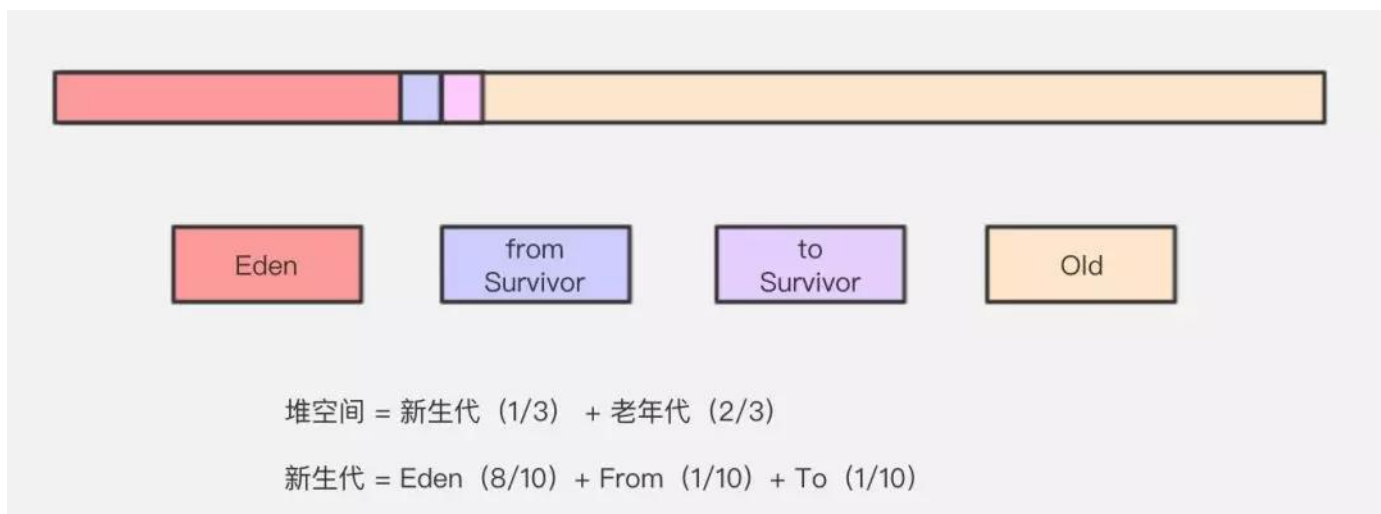 Eden
from
Survivor
to
Survivor
Old
堆空间 = 新生代（1/3） + 老年代（2/3）
新生代 = Eden（8/10）+ From（1/10）+ To（1/10）